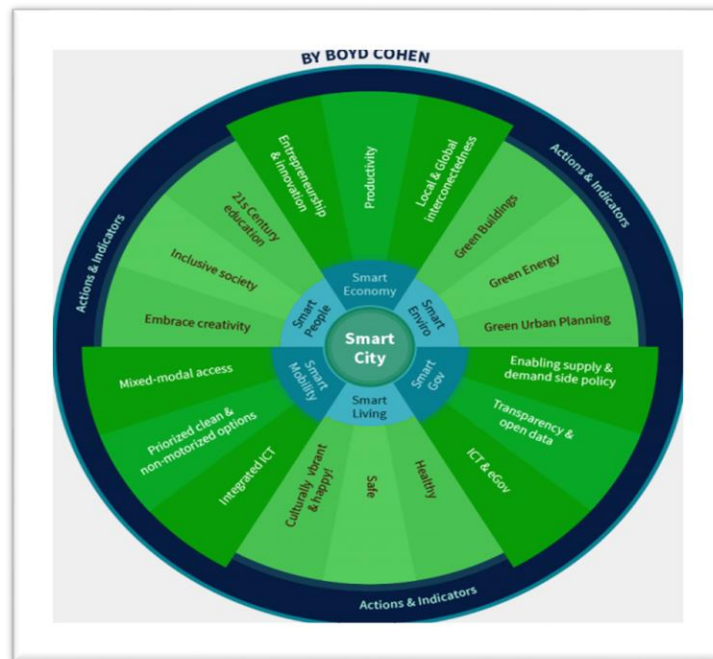 BY BOYD COHEN
Actions & Indicators
Entrepreneurship
& innovation
Productivity
Local & Global
interconectedness
Actions & Indicators
21s Century
education
Inclusive society
Embrace creativity
Green Buildings
Green Energy
Green Urban Planning
Smart
Economy
Smart
People
Smart
Enviro
Smart
City
Smart
Mobility
Smart
Gov
Smart
Living
Mixed-modal access
Priorized clean &
non-motorized options
Integrated ICT
Culturally vibrant
& happy!
Safe
Healthy
ICT & eGov
Transparency &
open data
Enabling supply &
demand side policy
Actions & Indicators